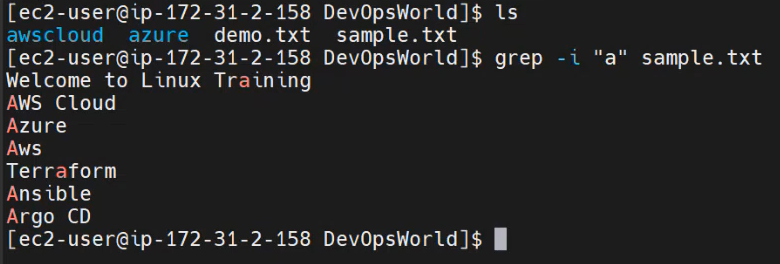 [ec2-user@ip-172-31-2-158 DevOpsWorld]$ ls
awscloud  azure  demo.txt  sample.txt
[ec2-user@ip-172-31-2-158 DevOpsWorld]$ grep -i "a" sample.txt
Welcome to Linux Training
AWS Cloud
Azure
Aws
Terraform
Ansible
Argo CD
[ec2-user@ip-172-31-2-158 DevOpsWorld]$